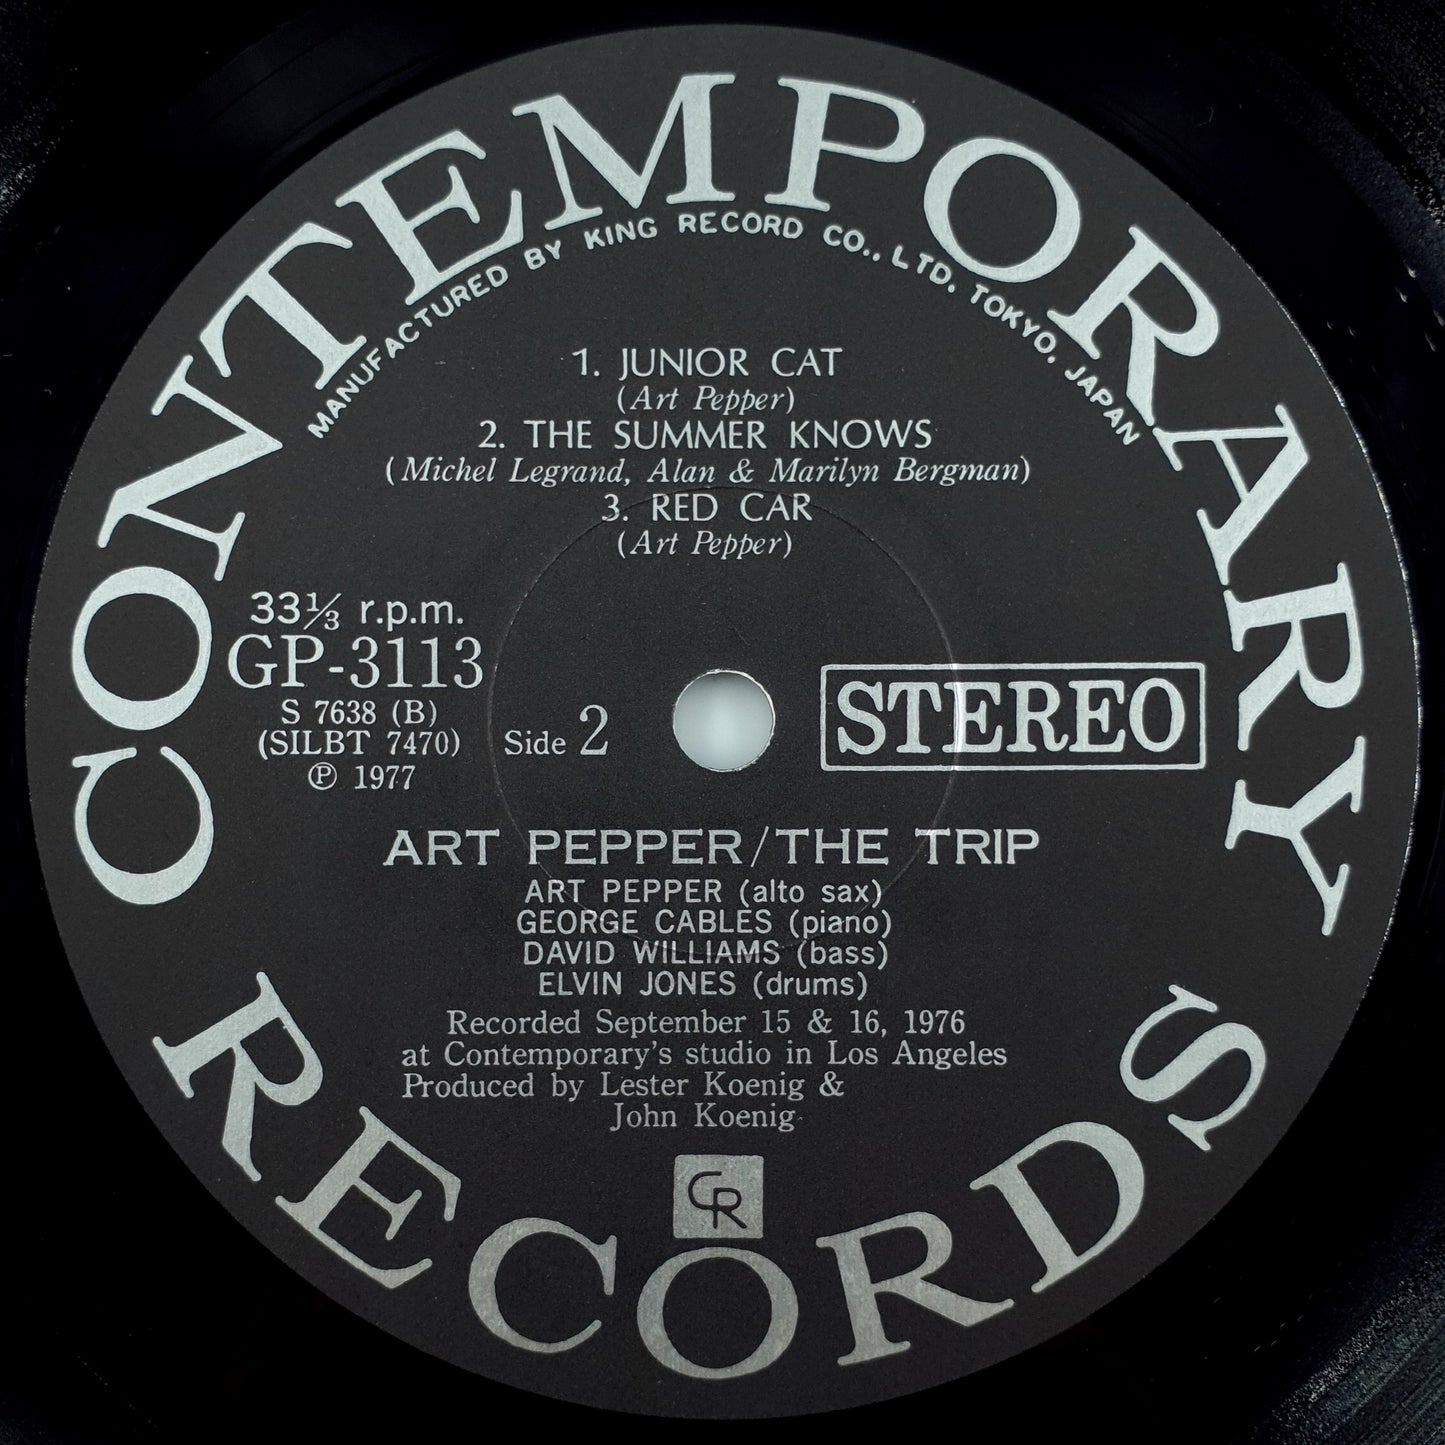 CONTEMPORARY
MANUFACTURED BY KING RECORD CO., LTD. TOKYO, JAPAN
1. JUNIOR CAT
(Art Pepper)
2. THE SUMMER KNOWS
(Michel Legrand, Alan & Marilyn Bergman)
3. RED CAR
(Art Pepper)
33⅓ r.p.m.
GP-3113
S 7638 (B)
(SILBT 7470)
℗ 1977
Side 2
STEREO
ART PEPPER/THE TRIP
ART PEPPER (alto sax)
GEORGE CABLES (piano)
DAVID WILLIAMS (bass)
ELVIN JONES (drums)
Recorded September 15 & 16, 1976
at Contemporary's studio in Los Angeles
Produced by Lester Koenig &
John Koenig
CR
RECORDS